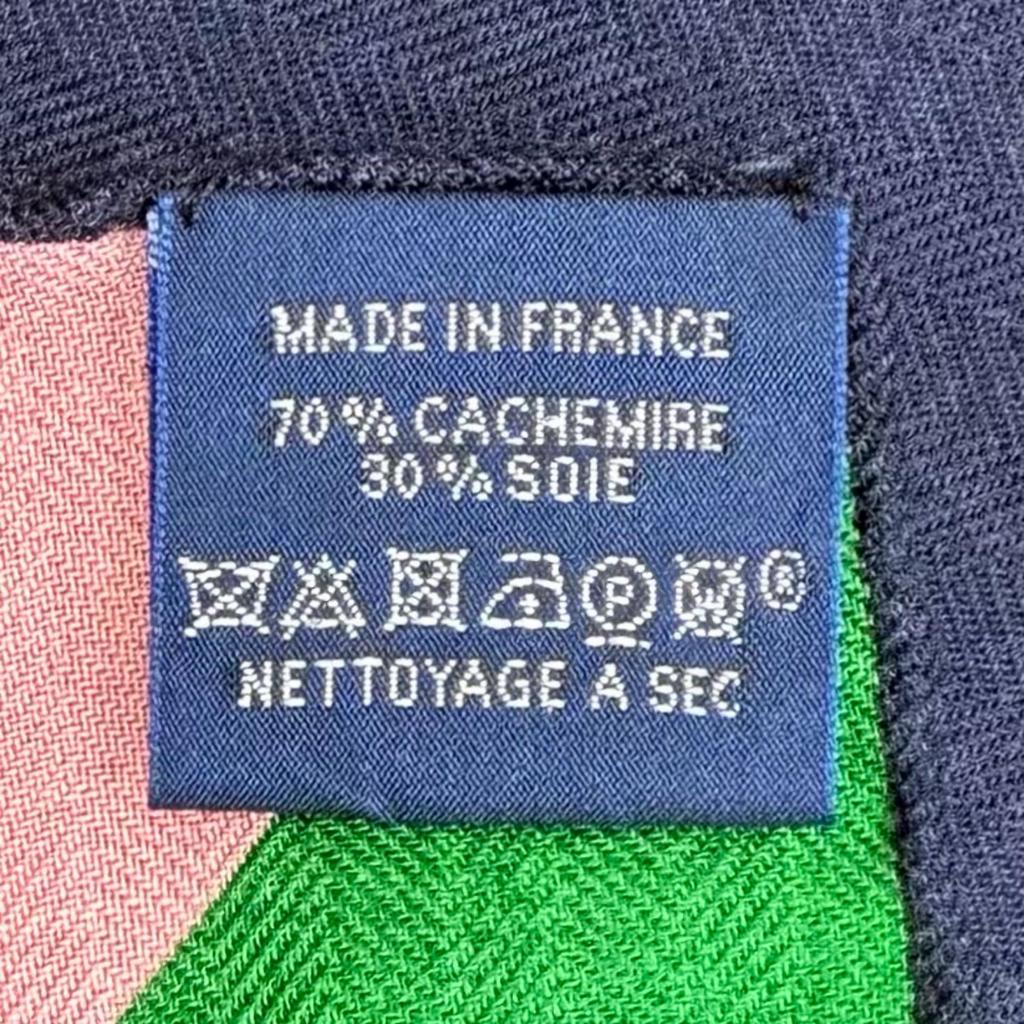 MADE IN FRANCE
70 % CACHEMIRE
30 % SOIE
P W ®
NETTOYAGE A SEC